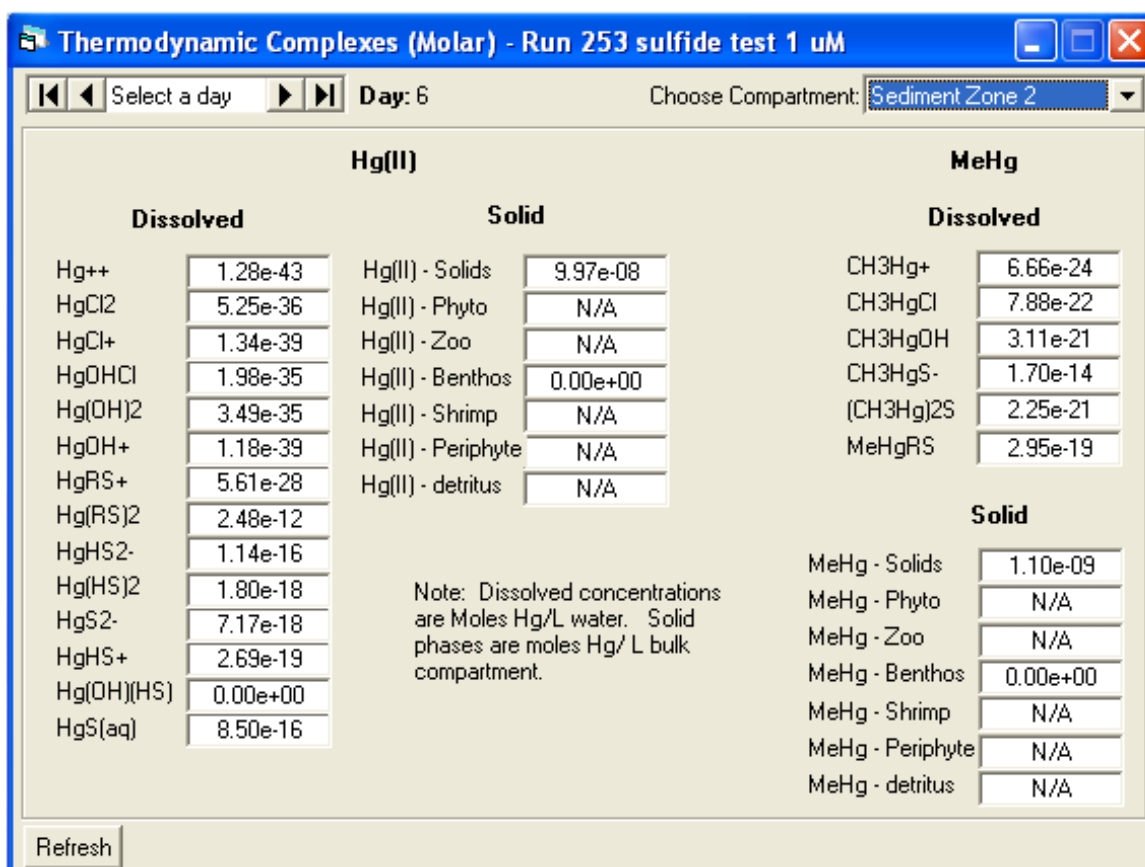 Thermodynamic Complexes (Molar) - Run 253 sulfide test 1 uM
Select a day Day: 6 Choose Compartment: Sediment Zone 2
Hg(II) MeHg
Dissolved Solid Dissolved
Hg++ 1.28e-43 Hg(II) - Solids 9.97e-08 CH3Hg+ 6.66e-24
HgCl2 5.25e-36 Hg(II) - Phyto N/A CH3HgCl 7.88e-22
HgCl+ 1.34e-39 Hg(II) - Zoo N/A CH3HgOH 3.11e-21
HgOHCl 1.98e-35 Hg(II) - Benthos 0.00e+00 CH3HgS- 1.70e-14
Hg(OH)2 3.49e-35 Hg(II) - Shrimp N/A (CH3Hg)2S 2.25e-21
HgOH+ 1.18e-39 Hg(II) - Periphyte N/A MeHgRS 2.95e-19
HgRS+ 5.61e-28 Hg(II) - detritus N/A
Hg(RS)2 2.48e-12 Solid
HgHS2- 1.14e-16 MeHg - Solids 1.10e-09
Hg(HS)2 1.80e-18 Note: Dissolved concentrations MeHg - Phyto N/A
HgS2- 7.17e-18 are Moles Hg/L water. Solid MeHg - Zoo N/A
HgHS+ 2.69e-19 phases are moles Hg/ L bulk MeHg - Benthos 0.00e+00
Hg(OH)(HS) 0.00e+00 compartment. MeHg - Shrimp N/A
HgS(aq) 8.50e-16 MeHg - Periphyte N/A
MeHg - detritus N/A
Refresh